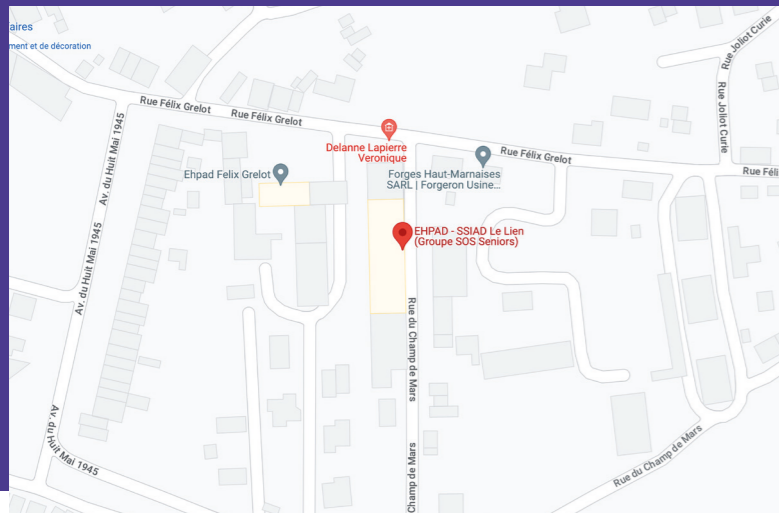 aires
ment et de décoration
Rue Joliot Curie
Rue Joliot Curie
Rue Félix Grelot
Rue Félix Grelot
Delanne Lapierre
Veronique
Av. du Huit Mai 1945
Ehpad Felix Grelot
Forges Haut-Marnaises
SARL | Forgeron Usine...
Rue Félix Grelot
Rue Féli
EHPAD - SSIAD Le Lien
(Groupe SOS Seniors)
Av. du Huit Mai 1945
Rue du Champ de Mars
Av. du Huit Mai 1945
Champ de Mars
Rue du Champ de Mars